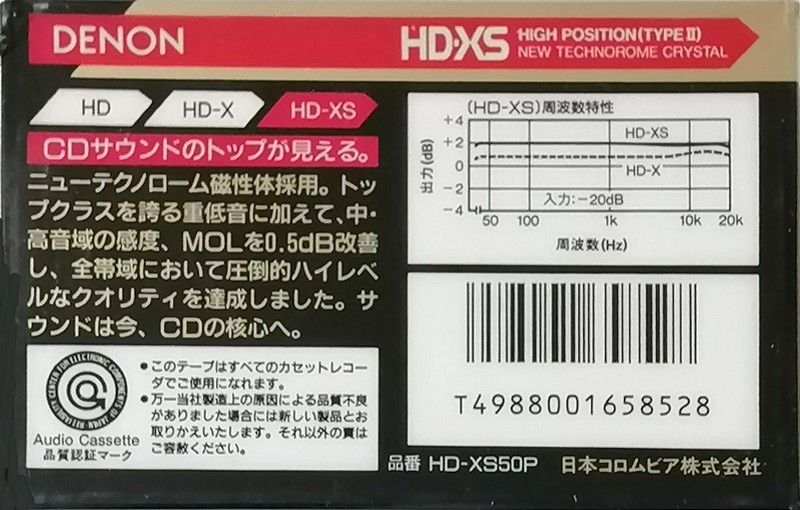 DENON
HD•XS HIGH POSITION(TYPE II)
NEW TECHNOROME CRYSTAL
HD HD-X HD-XS
CDサウンドのトップが見える。
ニューテクノローム磁性体採用。トッ
プクラスを誇る重低音に加えて、中・
高音域の感度、MOLを0.5dB改善
し、全帯域において圧倒的ハイレベ
ルなクオリティを達成しました。サ
ウンドは今、CDの核心へ。
RELIABILITY CENTER FOR ELECTRONIC COMPONENTS OF JAPAN
Audio Cassette
品質認証マーク
•このテープはすべてのカセットレコー
ダでご使用になれます。
•万一当社製造上の原因による品質不良
がありました場合には新しい製品とお
取りかえいたします。それ以外の責は
ご容赦ください。
(HD-XS)周波数特性
出力(dB)
+4
+2
0
−2
−4
HD-XS
HD-X
入力:−20dB
50 100 1k 10k 20k
周波数(Hz)
T4988001658528
品番 HD-XS50P 日本コロムビア株式会社